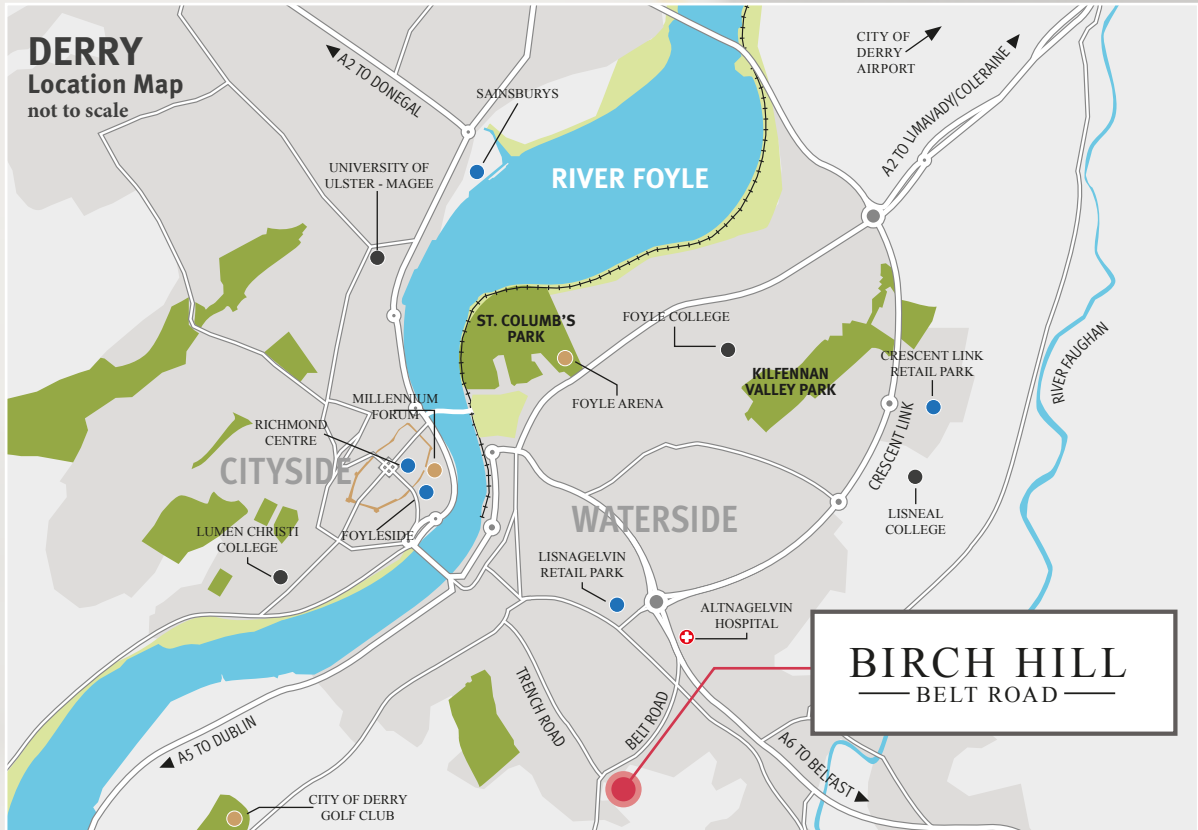 DERRY
Location Map
not to scale
A2 TO DONEGAL
SAINSBURYS
CITY OF
DERRY
AIRPORT
A2 TO LIMAVADY/COLERAINE
UNIVERSITY OF
ULSTER - MAGEE
RIVER FOYLE
ST. COLUMB'S
PARK
FOYLE COLLEGE
KILFENNAN
VALLEY PARK
CRESCENT LINK
RETAIL PARK
RIVER FAUGHAN
FOYLE ARENA
MILLENNIUM
FORUM
RICHMOND
CENTRE
CITYSIDE
CRESCENT LINK
LISNEAL
COLLEGE
WATERSIDE
LUMEN CHRISTI
COLLEGE
FOYLESIDE
LISNAGELVIN
RETAIL PARK
ALTNAGELVIN
HOSPITAL
BIRCH HILL
BELT ROAD
TRENCH ROAD
BELT ROAD
A5 TO DUBLIN
A6 TO BELFAST
CITY OF DERRY
GOLF CLUB